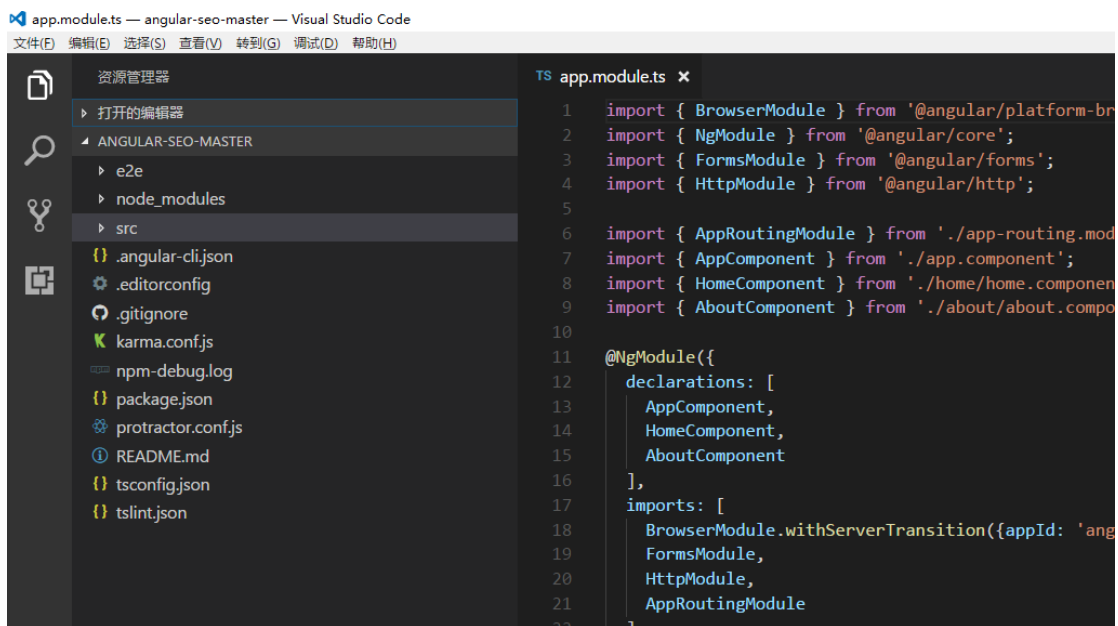 app.module.ts — angular-seo-master — Visual Studio Code
文件(F) 编辑(E) 选择(S) 查看(V) 转到(G) 调试(D) 帮助(H)
资源管理器
打开的编辑器
ANGULAR-SEO-MASTER
e2e
node_modules
src
{} .angular-cli.json
.editorconfig
.gitignore
K karma.conf.js
npm-debug.log
{} package.json
protractor.conf.js
README.md
{} tsconfig.json
{} tslint.json
TS app.module.ts ×
1 import { BrowserModule } from '@angular/platform-br
2 import { NgModule } from '@angular/core';
3 import { FormsModule } from '@angular/forms';
4 import { HttpModule } from '@angular/http';
5
6 import { AppRoutingModule } from './app-routing.mod
7 import { AppComponent } from './app.component';
8 import { HomeComponent } from './home/home.componen
9 import { AboutComponent } from './about/about.compo
10
11 @NgModule({
12 declarations: [
13 AppComponent,
14 HomeComponent,
15 AboutComponent
16 ],
17 imports: [
18 BrowserModule.withServerTransition({appId: 'ang
19 FormsModule,
20 HttpModule,
21 AppRoutingModule